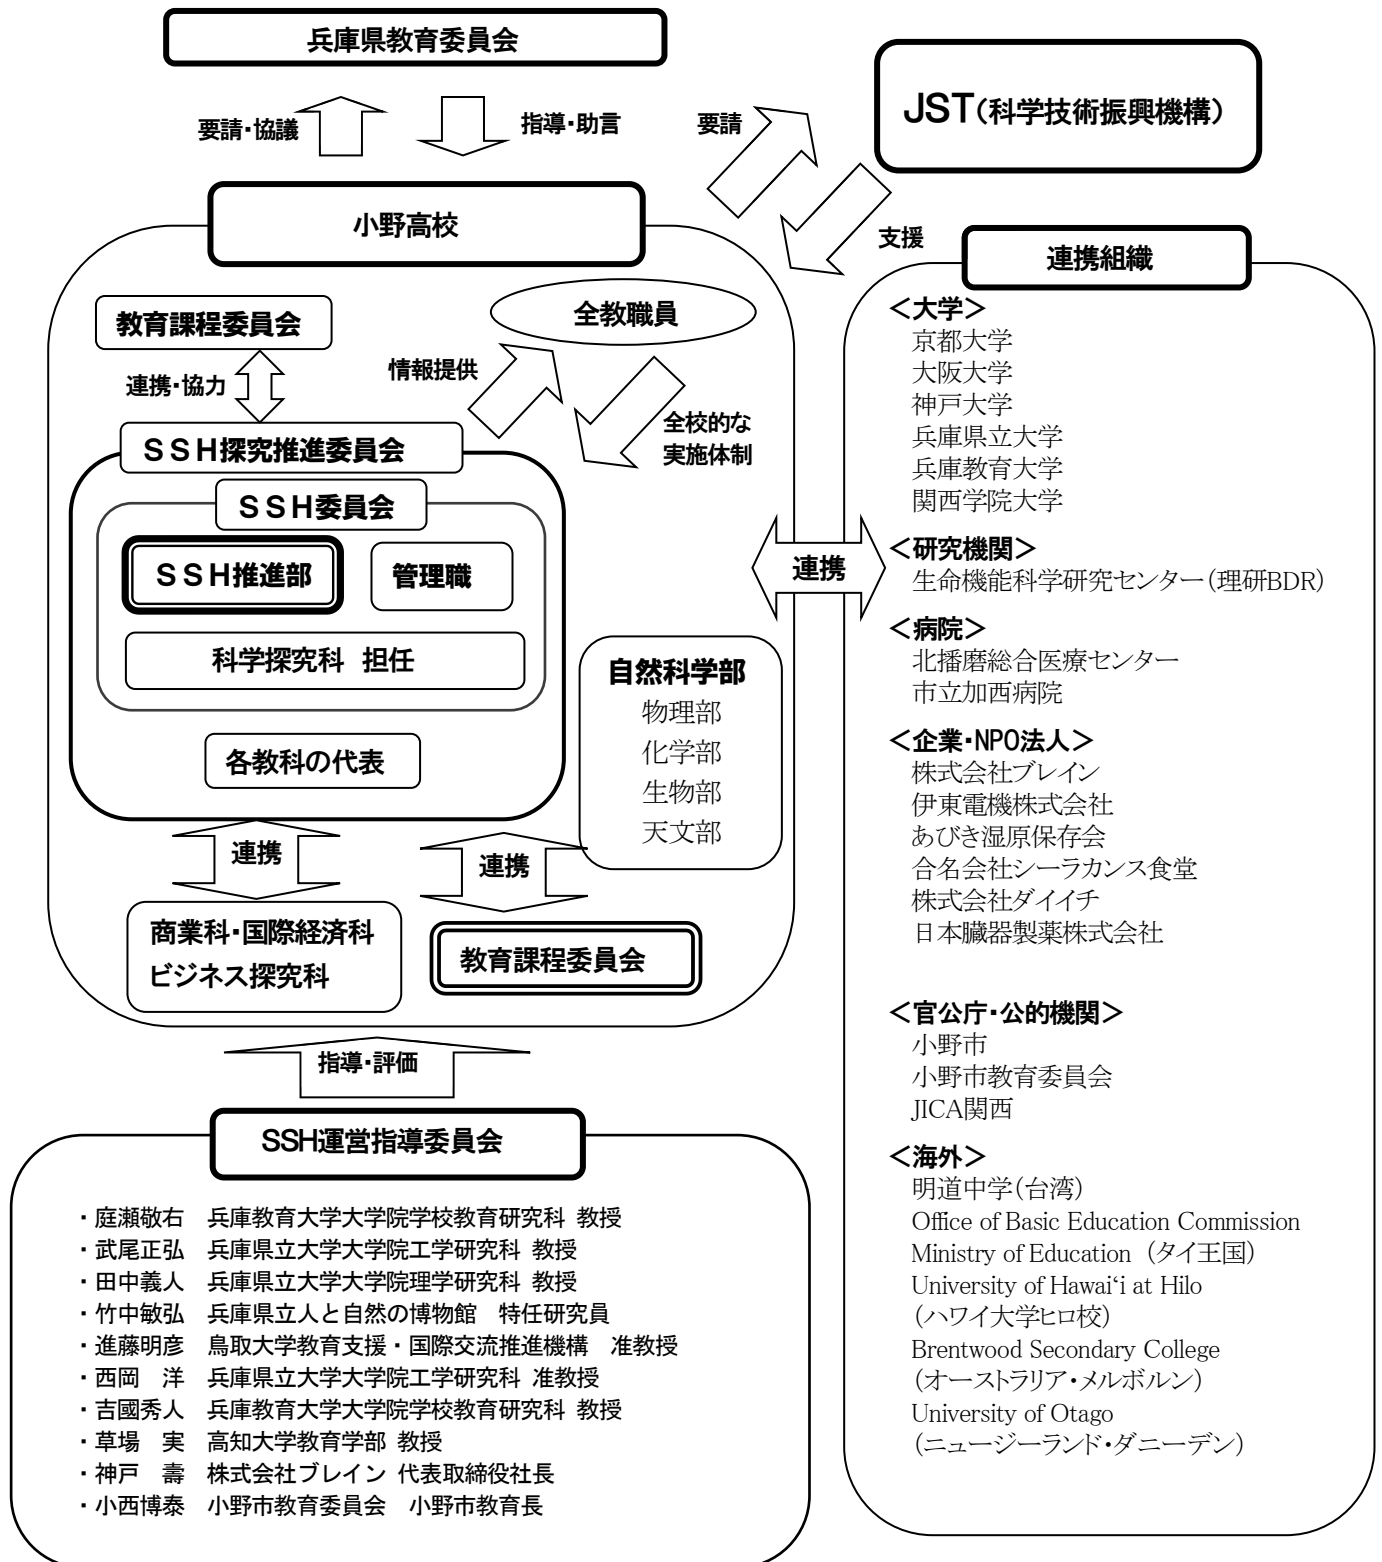 兵庫県教育委員会
JST(科学技術振興機構)
要請・協議
指導・助言
要請
支援
小野高校
教育課程委員会
全教職員
連携・協力
情報提供
全校的な
実施体制
SSH探究推進委員会
SSH委員会
SSH推進部
管理職
科学探究科 担任
各教科の代表
自然科学部
物理部
化学部
生物部
天文部
連携
連携
連携
商業科・国際経済科
ビジネス探究科
教育課程委員会
指導・評価
SSH運営指導委員会
・庭瀬敬右 兵庫教育大学大学院学校教育研究科 教授
・武尾正弘 兵庫県立大学大学院工学研究科 教授
・田中義人 兵庫県立大学大学院理学研究科 教授
・竹中敏弘 兵庫県立人と自然の博物館 特任研究員
・進藤明彦 鳥取大学教育支援・国際交流推進機構 准教授
・西岡 洋 兵庫県立大学大学院工学研究科 准教授
・吉國秀人 兵庫教育大学大学院学校教育研究科 教授
・草場 実 高知大学教育学部 教授
・神戸 壽 株式会社ブレイン 代表取締役社長
・小西博泰 小野市教育委員会 小野市教育長
連携組織
＜大学＞
京都大学
大阪大学
神戸大学
兵庫県立大学
兵庫教育大学
関西学院大学
＜研究機関＞
生命機能科学研究センター(理研BDR)
＜病院＞
北播磨総合医療センター
市立加西病院
＜企業・NPO法人＞
株式会社ブレイン
伊東電機株式会社
あびき湿原保存会
合名会社シーラカンス食堂
株式会社ダイイチ
日本臓器製薬株式会社
＜官公庁・公的機関＞
小野市
小野市教育委員会
JICA関西
＜海外＞
明道中学(台湾)
Office of Basic Education Commission
Ministry of Education (タイ王国)
University of Hawai‘i at Hilo
(ハワイ大学ヒロ校)
Brentwood Secondary College
(オーストラリア・メルボルン)
University of Otago
(ニュージーランド・ダニーデン)